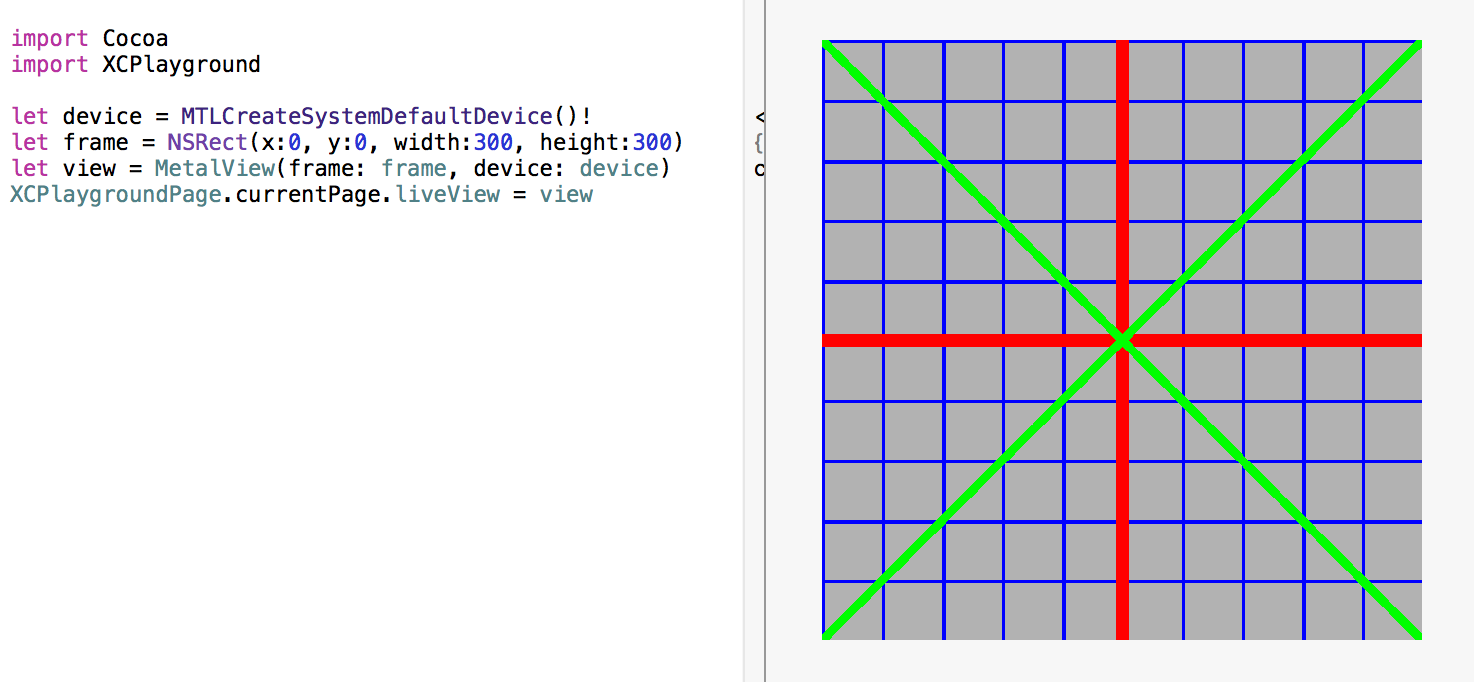 import Cocoa
import XCPlayground
let device = MTLCreateSystemDefaultDevice()!
let frame = NSRect(x:0, y:0, width:300, height:300)
let view = MetalView(frame: frame, device: device)
XCPlaygroundPage.currentPage.liveView = view